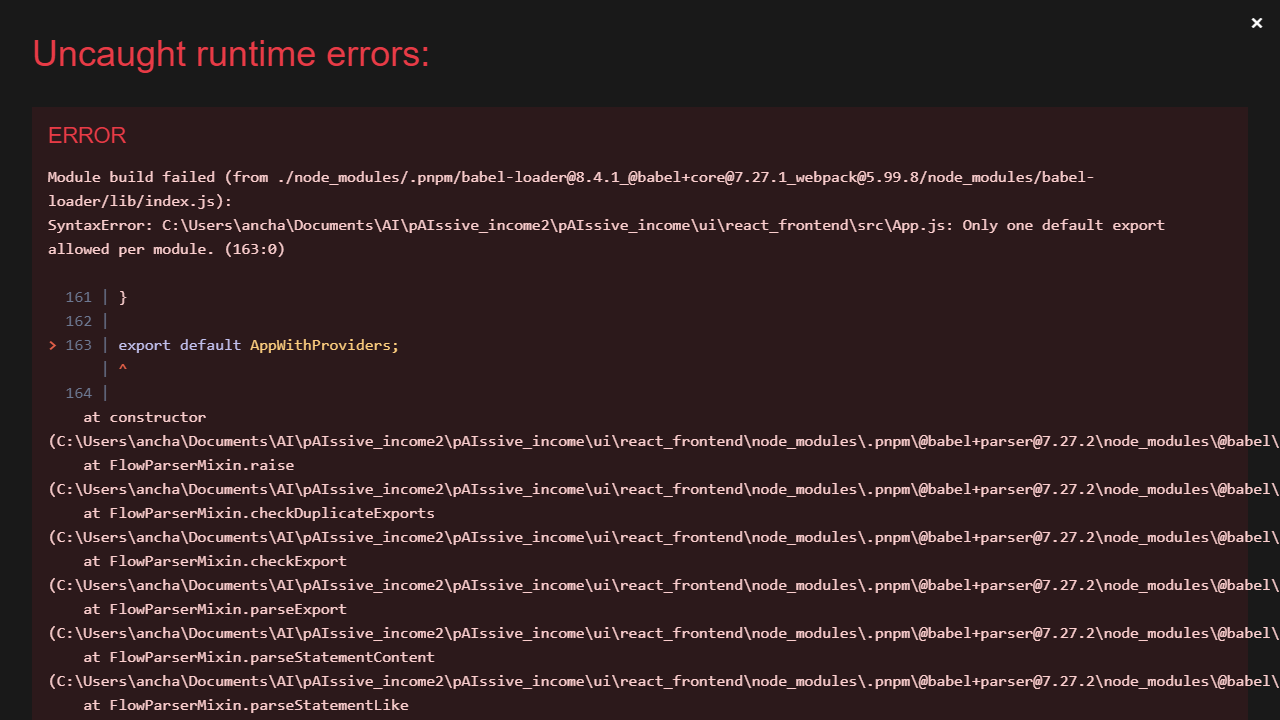 ×
Uncaught runtime errors:
ERROR
Module build failed (from ./node_modules/.pnpm/babel-loader@8.4.1_@babel+core@7.27.1_webpack@5.99.8/node_modules/babel-
loader/lib/index.js):
SyntaxError: C:\Users\ancha\Documents\AI\pAIssive_income2\pAIssive_income\ui\react_frontend\src\App.js: Only one default export
allowed per module. (163:0)
  161 | }
  162 |
> 163 | export default AppWithProviders;
      | ^
  164 |
    at constructor
(C:\Users\ancha\Documents\AI\pAIssive_income2\pAIssive_income\ui\react_frontend\node_modules\.pnpm\@babel+parser@7.27.2\node_modules\@babel\
    at FlowParserMixin.raise
(C:\Users\ancha\Documents\AI\pAIssive_income2\pAIssive_income\ui\react_frontend\node_modules\.pnpm\@babel+parser@7.27.2\node_modules\@babel\
    at FlowParserMixin.checkDuplicateExports
(C:\Users\ancha\Documents\AI\pAIssive_income2\pAIssive_income\ui\react_frontend\node_modules\.pnpm\@babel+parser@7.27.2\node_modules\@babel\
    at FlowParserMixin.checkExport
(C:\Users\ancha\Documents\AI\pAIssive_income2\pAIssive_income\ui\react_frontend\node_modules\.pnpm\@babel+parser@7.27.2\node_modules\@babel\
    at FlowParserMixin.parseExport
(C:\Users\ancha\Documents\AI\pAIssive_income2\pAIssive_income\ui\react_frontend\node_modules\.pnpm\@babel+parser@7.27.2\node_modules\@babel\
    at FlowParserMixin.parseStatementContent
(C:\Users\ancha\Documents\AI\pAIssive_income2\pAIssive_income\ui\react_frontend\node_modules\.pnpm\@babel+parser@7.27.2\node_modules\@babel\
    at FlowParserMixin.parseStatementLike